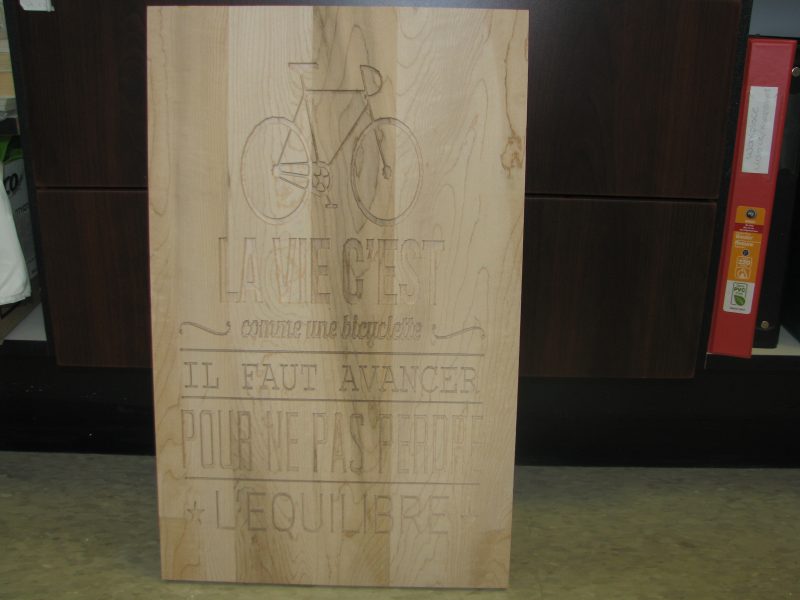 LA VIE C'EST
comme une bicyclette
IL FAUT AVANCER
POUR NE PAS PERDRE
L'EQUILIBRE